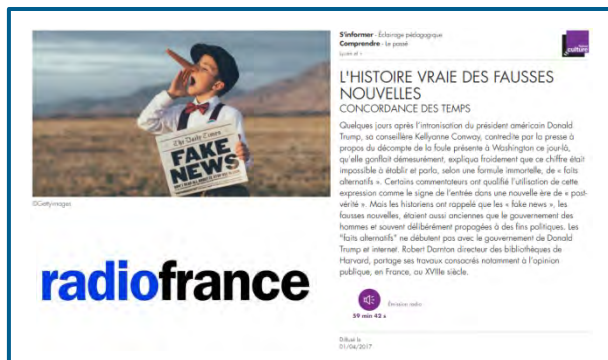 The Daily Times
FAKE
NEWS
©Gettyimages
radiofrance
S'informer - Éclairage pédagogique
Comprendre - Le passé
Lycée et +
culture
L'HISTOIRE VRAIE DES FAUSSES
NOUVELLES
CONCORDANCE DES TEMPS
Quelques jours après l'intronisation du président américain Donald
Trump, sa conseillère Kellyanne Conway, contredite par la presse à
propos du décompte de la foule présente à Washington ce jour-là,
qu'elle gonflait démesurément, expliqua froidement que ce chiffre était
impossible à établir et parla, selon une formule immortelle, de « faits
alternatifs ». Certains commentateurs ont qualifié l'utilisation de cette
expression comme le signe de l'entrée dans une nouvelle ère de « post-
vérité ». Mais les historiens ont rappelé que les « fake news », les
fausses nouvelles, étaient aussi anciennes que le gouvernement des
hommes et souvent délibérément propagées à des fins politiques. Les
"faits alternatifs" ne débutent pas avec le gouvernement de Donald
Trump et internet. Robert Darnton directeur des bibliothèques de
Harvard, partage ses travaux consacrés notamment à l'opinion
publique, en France, au XVIIIe siècle.
Émission radio
59 min 42 s
Diffusé le
01/04/2017